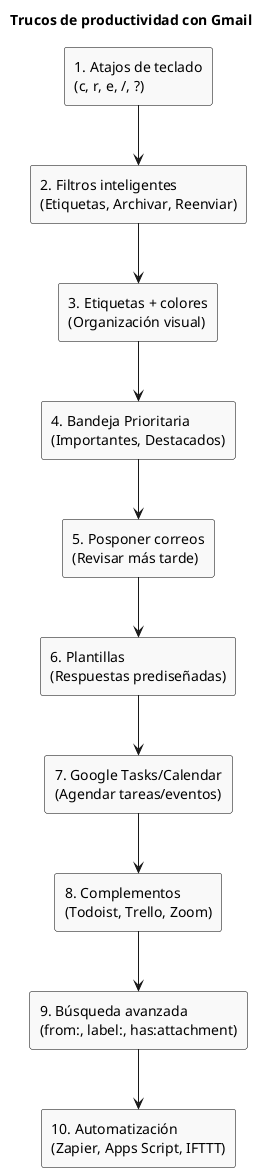 Trucos de productividad con Gmail
1. Atajos de teclado
(c, r, e, /, ?)
2. Filtros inteligentes
(Etiquetas, Archivar, Reenviar)
3. Etiquetas + colores
(Organización visual)
4. Bandeja Prioritaria
(Importantes, Destacados)
5. Posponer correos
(Revisar más tarde)
6. Plantillas
(Respuestas prediseñadas)
7. Google Tasks/Calendar
(Agendar tareas/eventos)
8. Complementos
(Todoist, Trello, Zoom)
9. Búsqueda avanzada
(from:, label:, has:attachment)
10. Automatización
(Zapier, Apps Script, IFTTT)